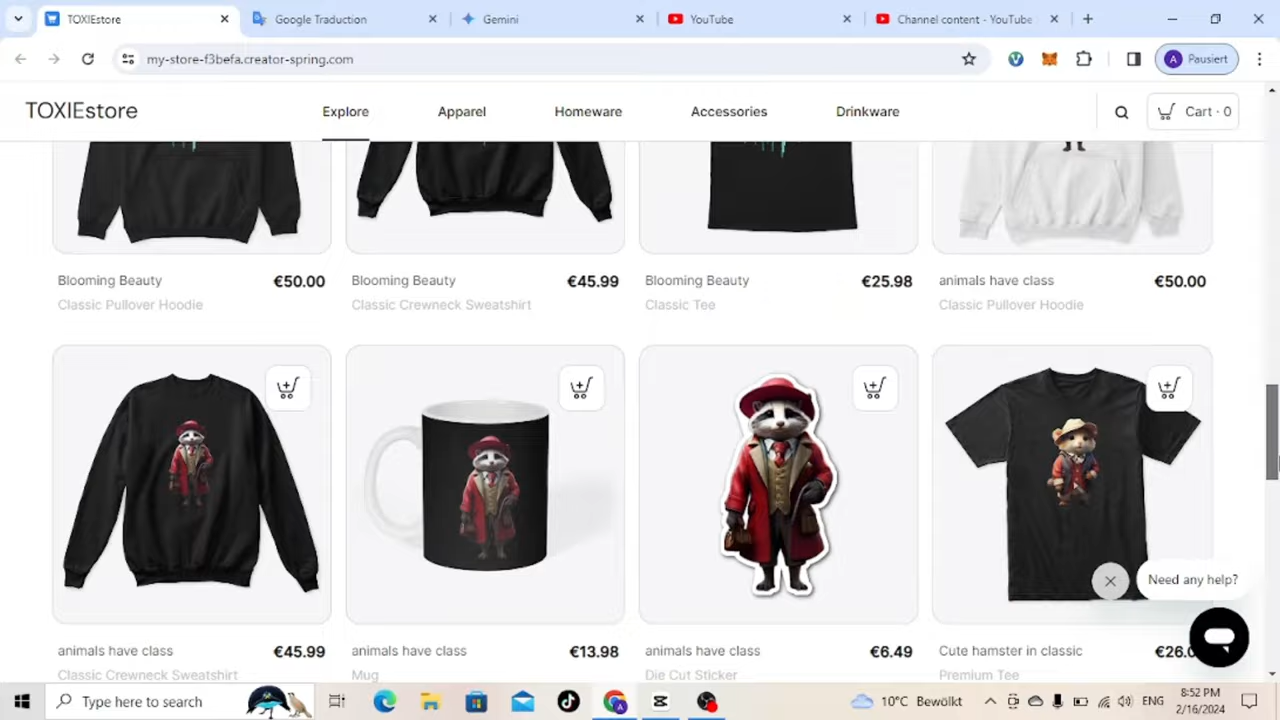 TOXIEstore
Google Traduction
Gemini
YouTube
Channel content - YouTube
my-store-f3befa.creator-spring.com
A Pausiert
TOXIEstore
Explore
Apparel
Homeware
Accessories
Drinkware
Cart · 0
Blooming Beauty €50.00
Classic Pullover Hoodie
Blooming Beauty €45.99
Classic Crewneck Sweatshirt
Blooming Beauty €25.98
Classic Tee
animals have class €50.00
Classic Pullover Hoodie
animals have class €45.99
Classic Crewneck Sweatshirt
animals have class €13.98
Mug
animals have class €6.49
Die Cut Sticker
Cute hamster in classic €26.0
Premium Tee
Need any help?
Type here to search
10°C Bewölkt
ENG
8:52 PM
2/16/2024